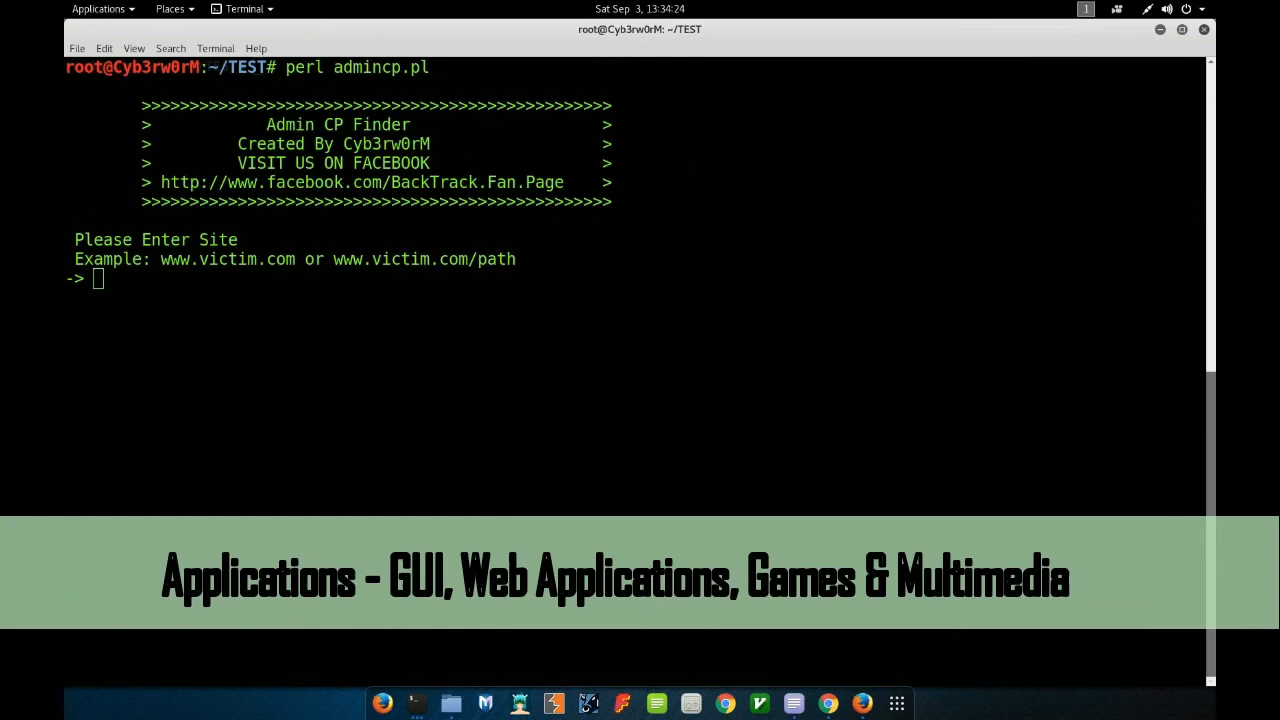 Applications Places Terminal Sat Sep 3, 13:34:24 1
root@Cyb3rw0rM: ~/TEST
File Edit View Search Terminal Help
root@Cyb3rw0rM:~/TEST# perl admincp.pl
>>>>>>>>>>>>>>>>>>>>>>>>>>>>>>>>>>>>>>>>>>>>>>>>>
> Admin CP Finder >
> Created By Cyb3rw0rM >
> VISIT US ON FACEBOOK >
> http://www.facebook.com/BackTrack.Fan.Page >
>>>>>>>>>>>>>>>>>>>>>>>>>>>>>>>>>>>>>>>>>>>>>>>>>
Please Enter Site
Example: www.victim.com or www.victim.com/path
->
Applications - GUI, Web Applications, Games & Multimedia